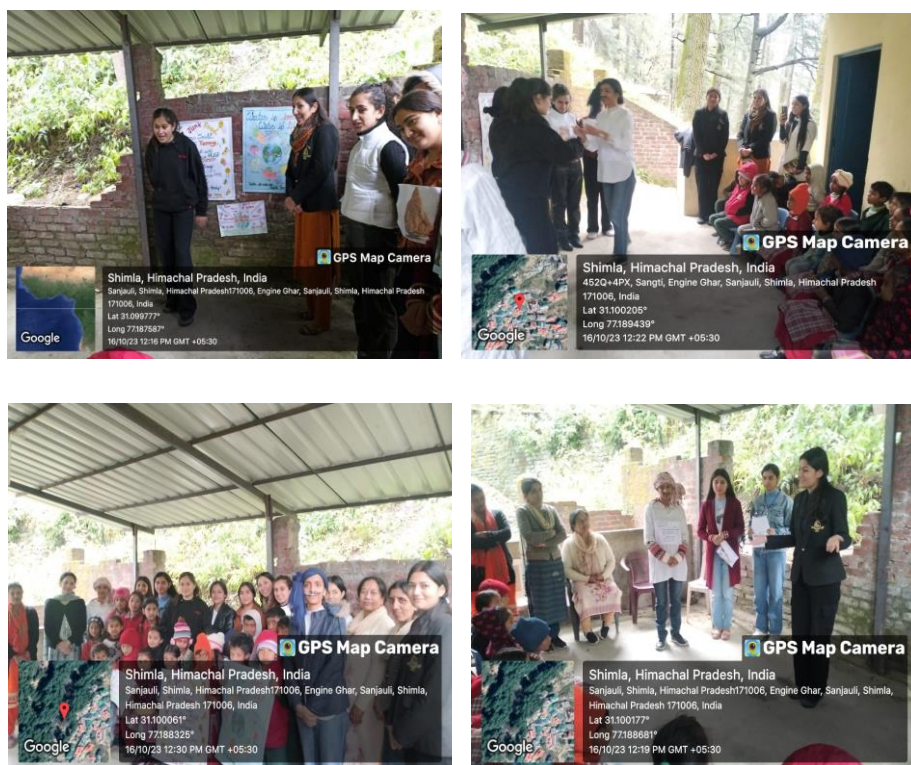 GPS Map Camera
Shimla, Himachal Pradesh, India
Sanjauli, Shimla, Himachal Pradesh171006, Engine Ghar, Sanjauli, Shimla, Himachal Pradesh
171006, India
Lat 31.099777°
Long 77.187587°
16/10/23 12:16 PM GMT +05:30
Google
GPS Map Camera
Shimla, Himachal Pradesh, India
452Q+4PX, Sangti, Engine Ghar, Sanjauli, Shimla, Himachal Pradesh
171006, India
Lat 31.100205°
Long 77.189439°
16/10/23 12:22 PM GMT +05:30
Google
GPS Map Camera
Shimla, Himachal Pradesh, India
Sanjauli, Shimla, Himachal Pradesh171006, Engine Ghar, Sanjauli, Shimla,
Himachal Pradesh 171006, India
Lat 31.100061°
Long 77.188325°
16/10/23 12:30 PM GMT +05:30
Google
GPS Map Camera
Shimla, Himachal Pradesh, India
Sanjauli, Shimla, Himachal Pradesh171006, Engine Ghar, Sanjauli, Shimla,
Himachal Pradesh 171006, India
Lat 31.100177°
Long 77.188681°
16/10/23 12:19 PM GMT +05:30
Google